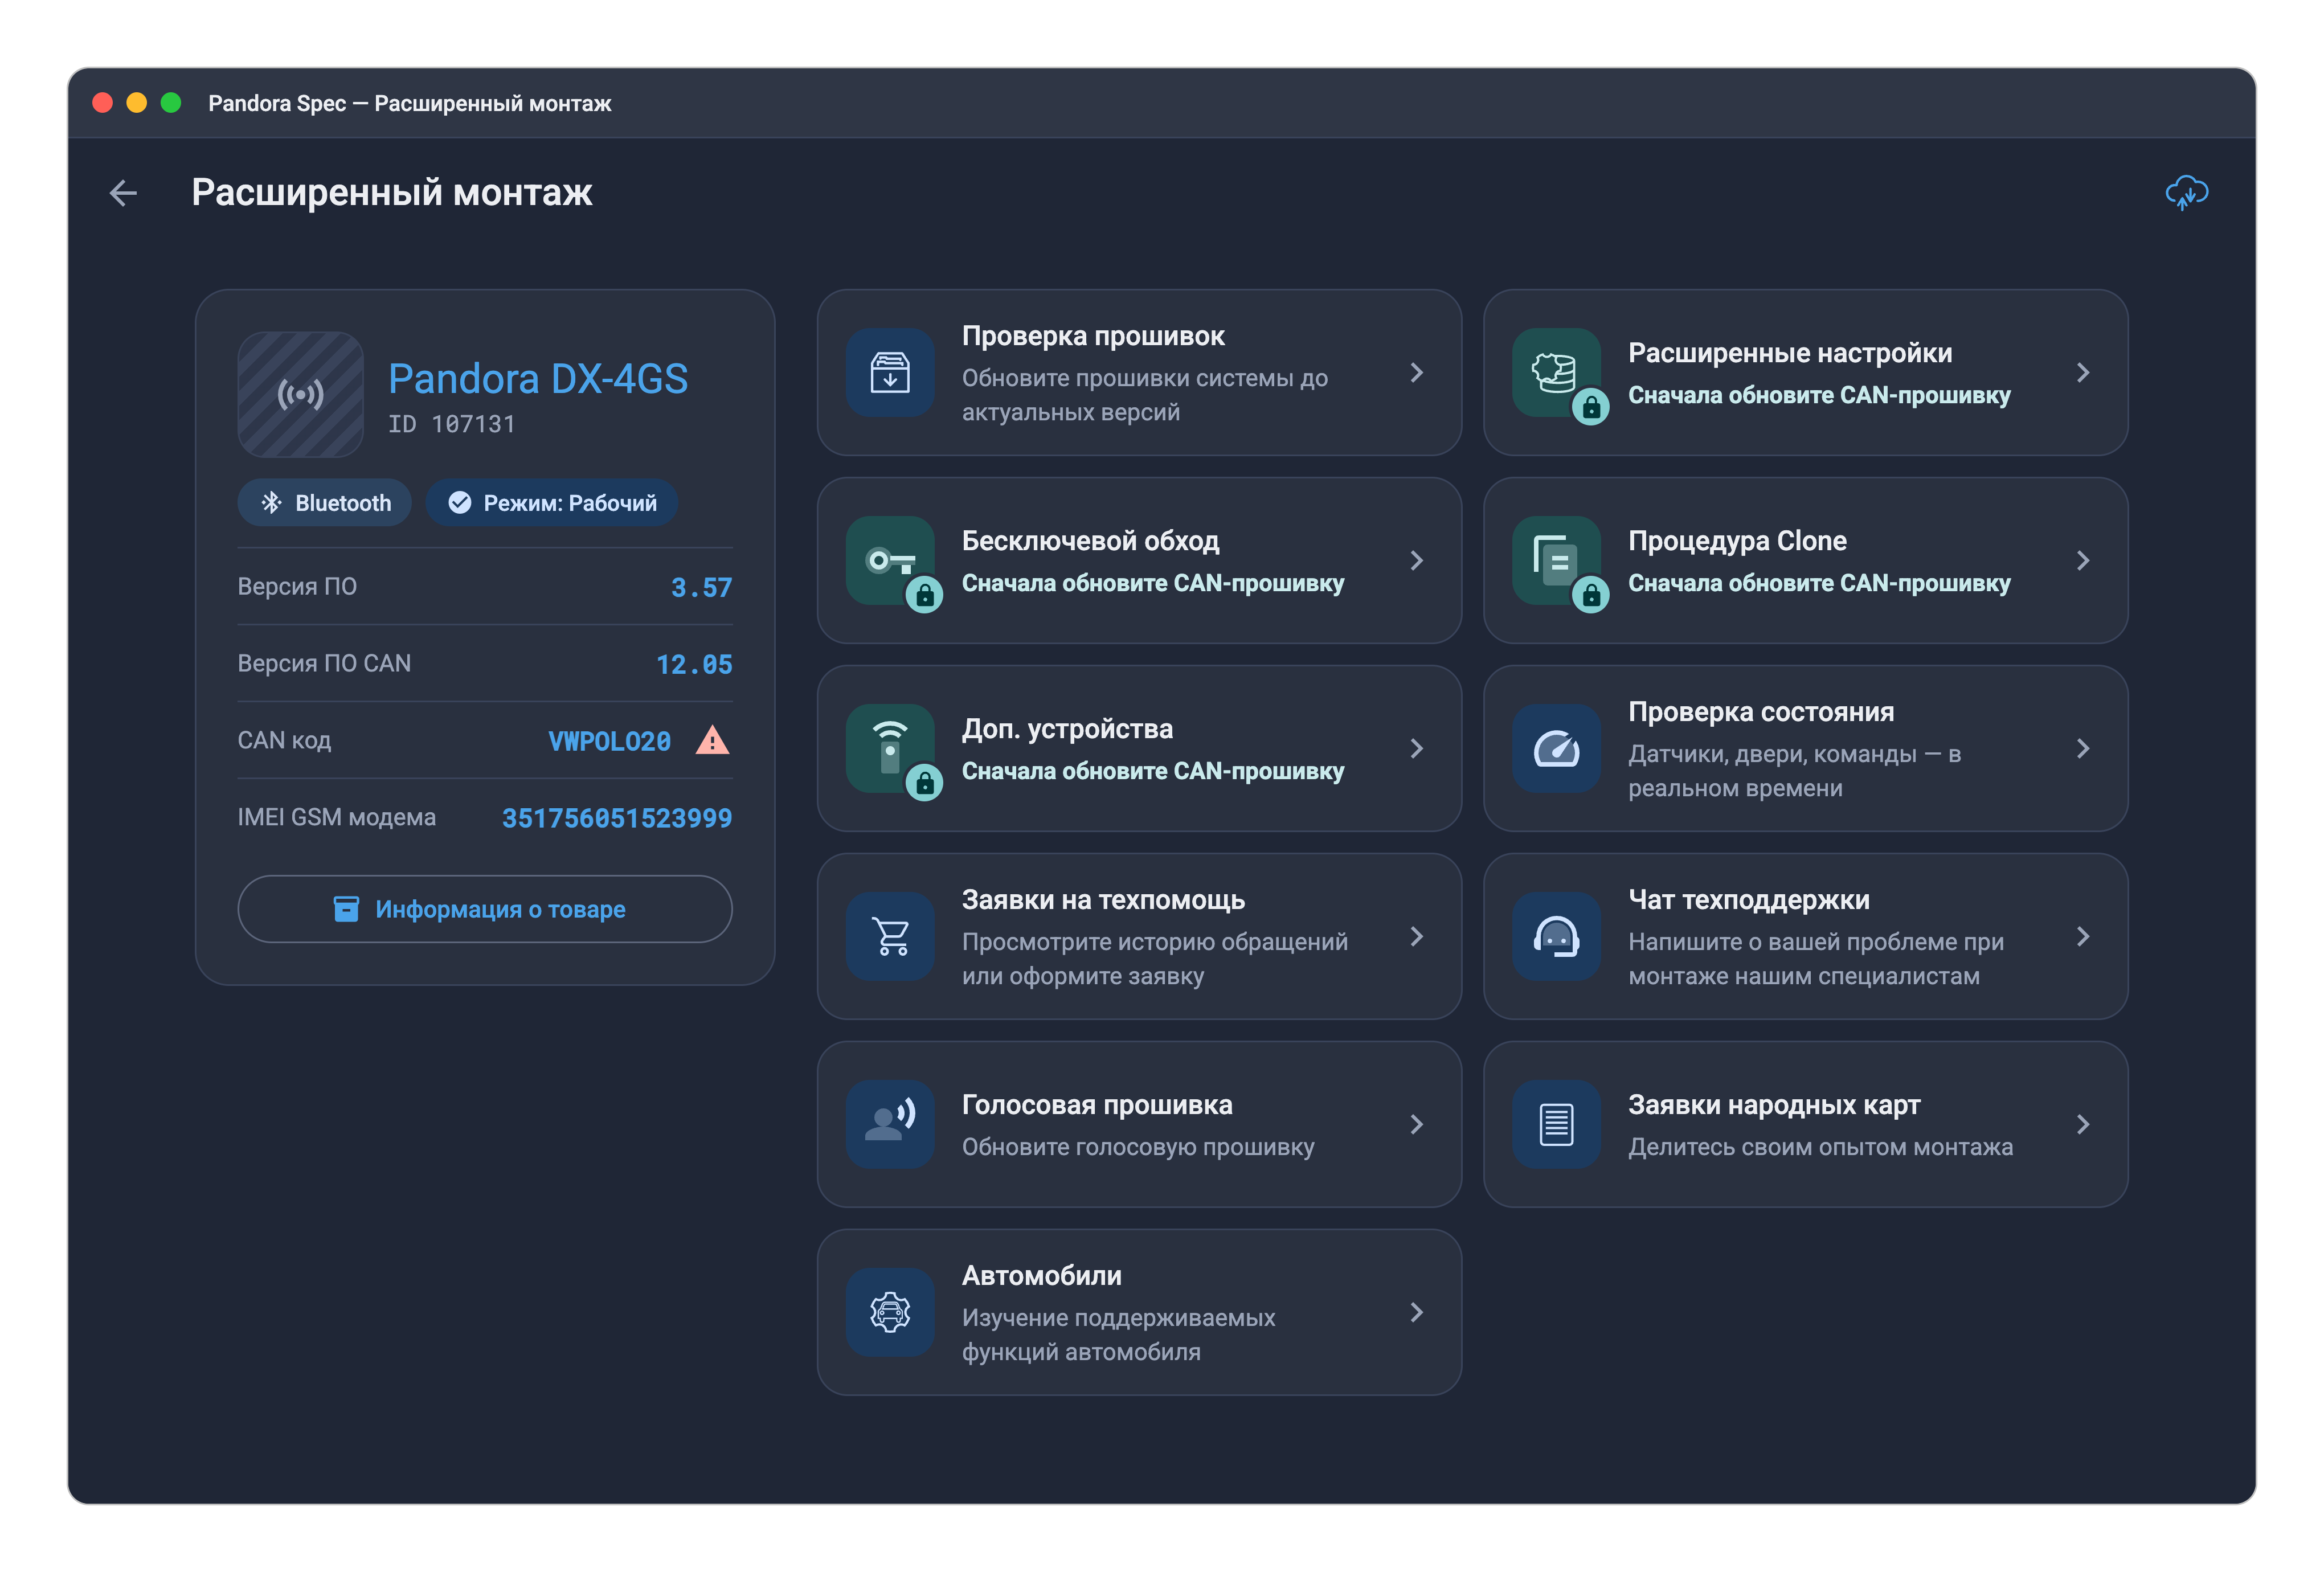 Pandora Spec — Расширенный монтаж
Расширенный монтаж
Pandora DX-4GS
ID 107131
Bluetooth
Режим: Рабочий
Версия ПО
3.57
Версия ПО CAN
12.05
CAN код
VWPOLO20
IMEI GSM модема
351756051523999
Информация о товаре
Проверка прошивок
Обновите прошивки системы до
актуальных версий
Расширенные настройки
Сначала обновите CAN-прошивку
Бесключевой обход
Сначала обновите CAN-прошивку
Процедура Clone
Сначала обновите CAN-прошивку
Доп. устройства
Сначала обновите CAN-прошивку
Проверка состояния
Датчики, двери, команды — в
реальном времени
Заявки на техпомощь
Просмотрите историю обращений
или оформите заявку
Чат техподдержки
Напишите о вашей проблеме при
монтаже нашим специалистам
Голосовая прошивка
Обновите голосовую прошивку
Заявки народных карт
Делитесь своим опытом монтажа
Автомобили
Изучение поддерживаемых
функций автомобиля